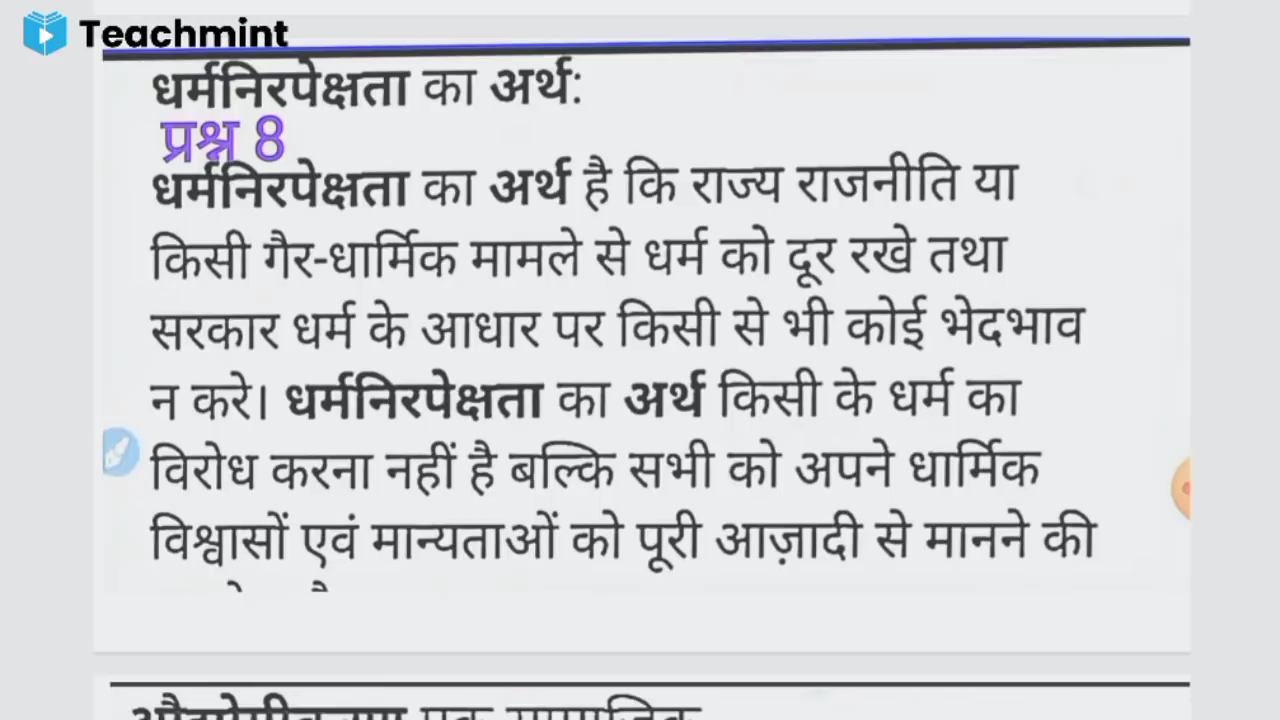 Teachmint
धर्मनिरपेक्षता का अर्थ:
प्रश्न 8
धर्मनिरपेक्षता का अर्थ है कि राज्य राजनीति या
किसी गैर-धार्मिक मामले से धर्म को दूर रखे तथा
सरकार धर्म के आधार पर किसी से भी कोई भेदभाव
न करे। धर्मनिरपेक्षता का अर्थ किसी के धर्म का
विरोध करना नहीं है बल्कि सभी को अपने धार्मिक
विश्वासों एवं मान्यताओं को पूरी आज़ादी से मानने की